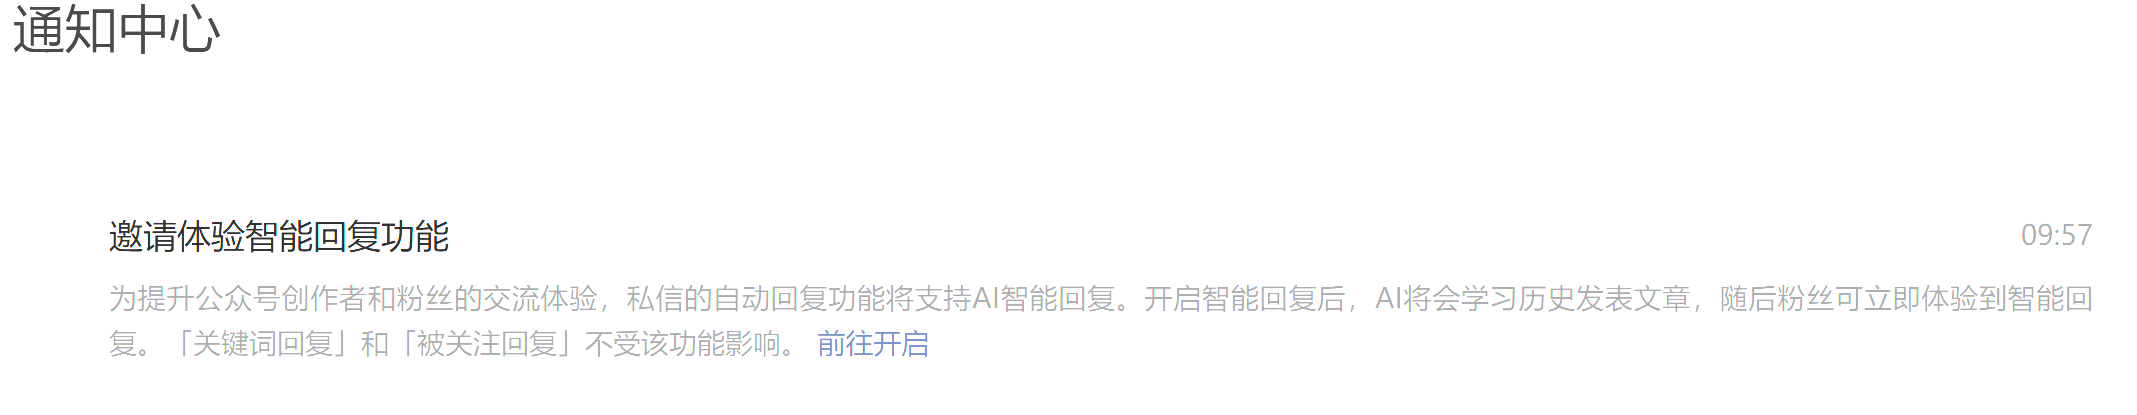 通知中心
邀请体验智能回复功能
09:57
为提升公众号创作者和粉丝的交流体验，私信的自动回复功能将支持AI智能回复。开启智能回复后，AI将会学习历史发表文章，随后粉丝可立即体验到智能回
复。「关键词回复」和「被关注回复」不受该功能影响。 前往开启